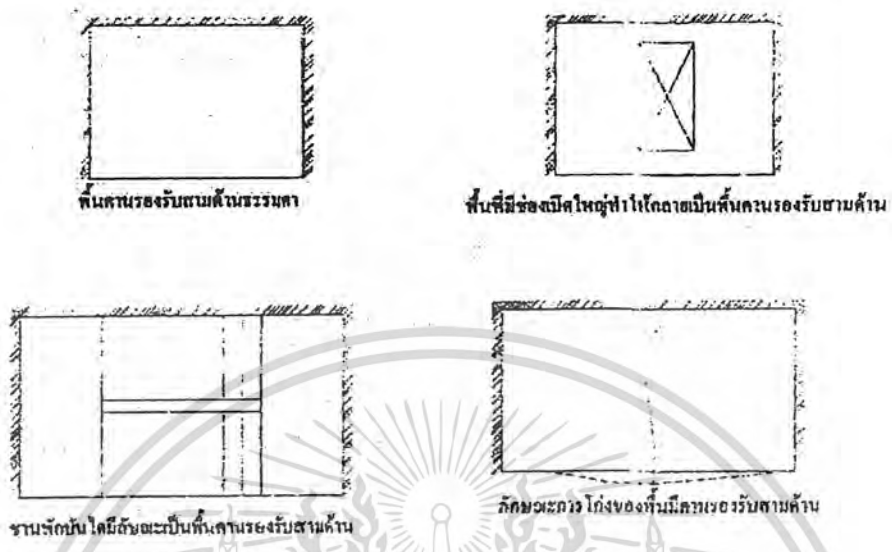 พื้นคานรองรับสามด้านธรรมดา
พื้นที่มีช่องเปิดใหญ่ทำให้กลายเป็นพื้นคานรองรับสามด้าน
ชานพักบันไดมีลักษณะเป็นพื้นคานรองรับสามด้าน
ลักษณะการโก่งของพื้นมีคานรองรับสามด้าน